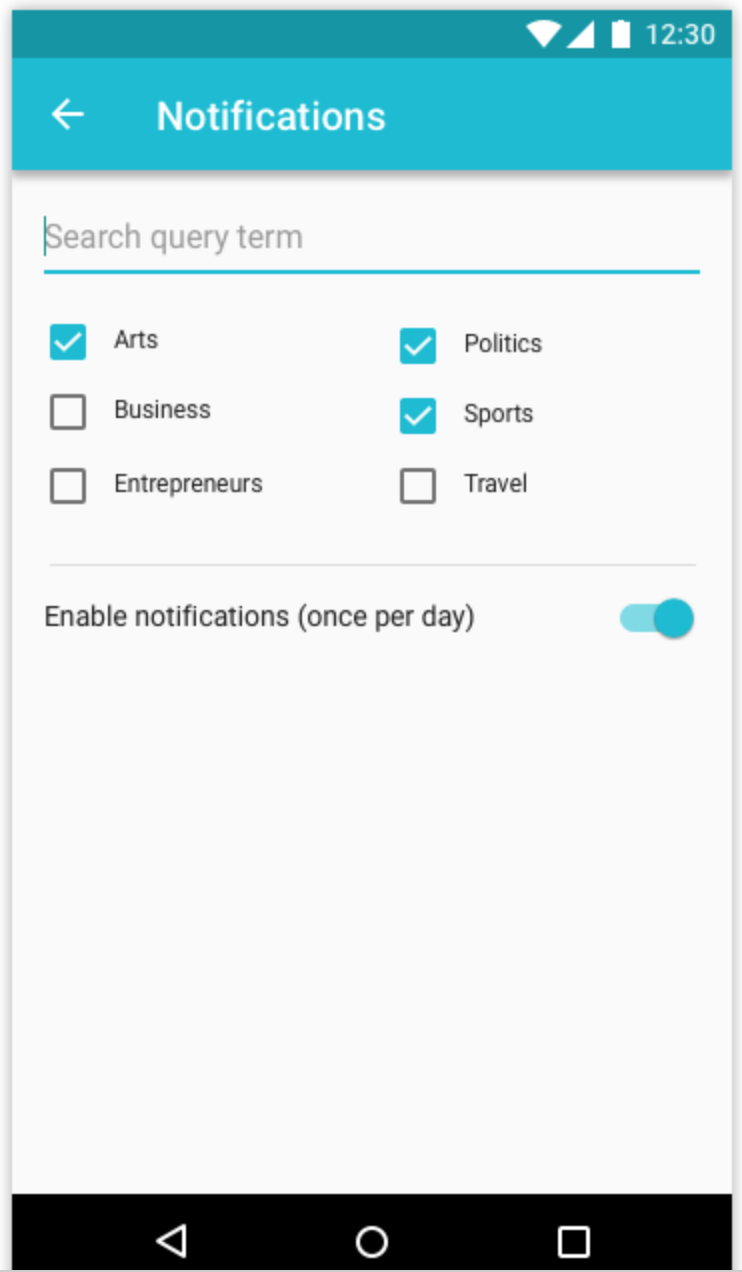 12:30
Notifications
Search query term
Arts
Politics
Business
Sports
Entrepreneurs
Travel
Enable notifications (once per day)